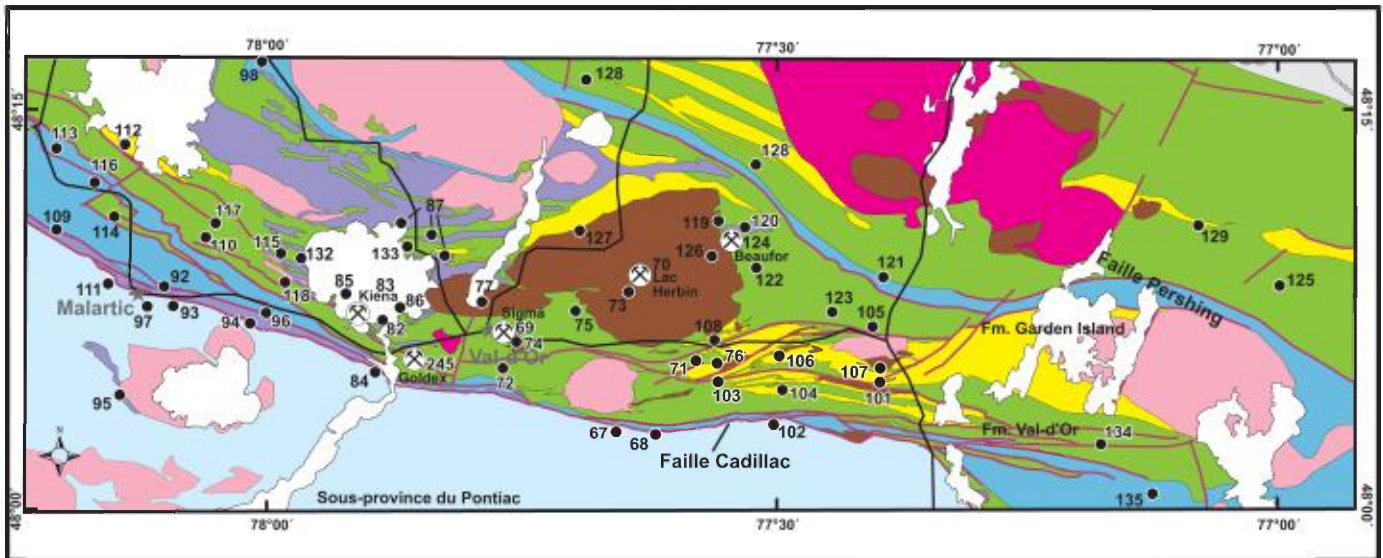 78°00´ 77°30´ 77°00´
98 128
48°15´ 48°15´
113 112
128
116
109 114 117 87 119 120
110 127 124 129
115 132 133 126 Beaufor
70 122
Lac
Herbin
121 125
Faille Pershing
111 92 118 85 83 86 77 73
Kiena
Malartic 97 93 82 Sigma 75 123 105 Fm. Garden Island
94 96 69
74 108
Val-d'Or
245 71 76 106 107
Goldex
84 72 103 104 101
95
67 68 102 Fm. Val-d'Or 134
Faille Cadillac
N
Sous-province du Pontiac 135
48°00´ 48°00´
78°00´ 77°30´ 77°00´